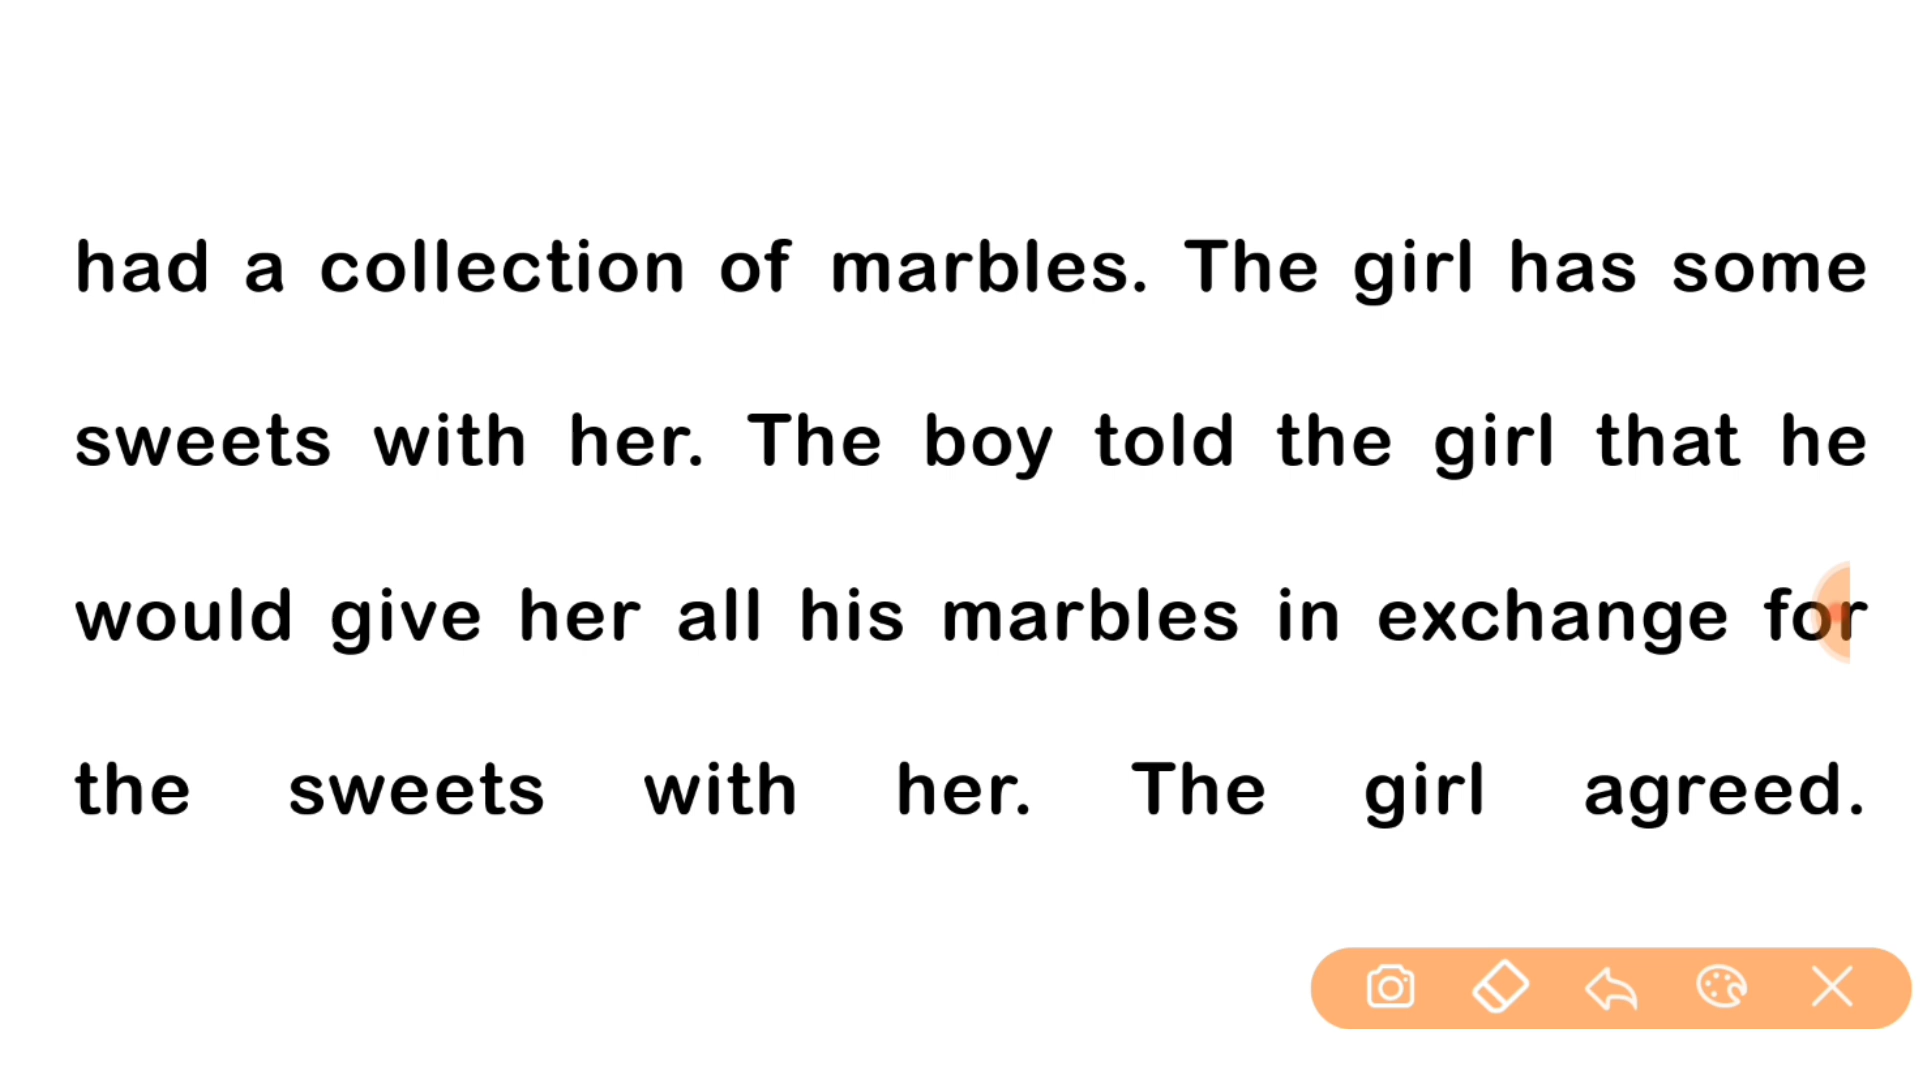 had a collection of marbles. The girl has some
sweets with her. The boy told the girl that he
would give her all his marbles in exchange for
the sweets with her. The girl agreed.